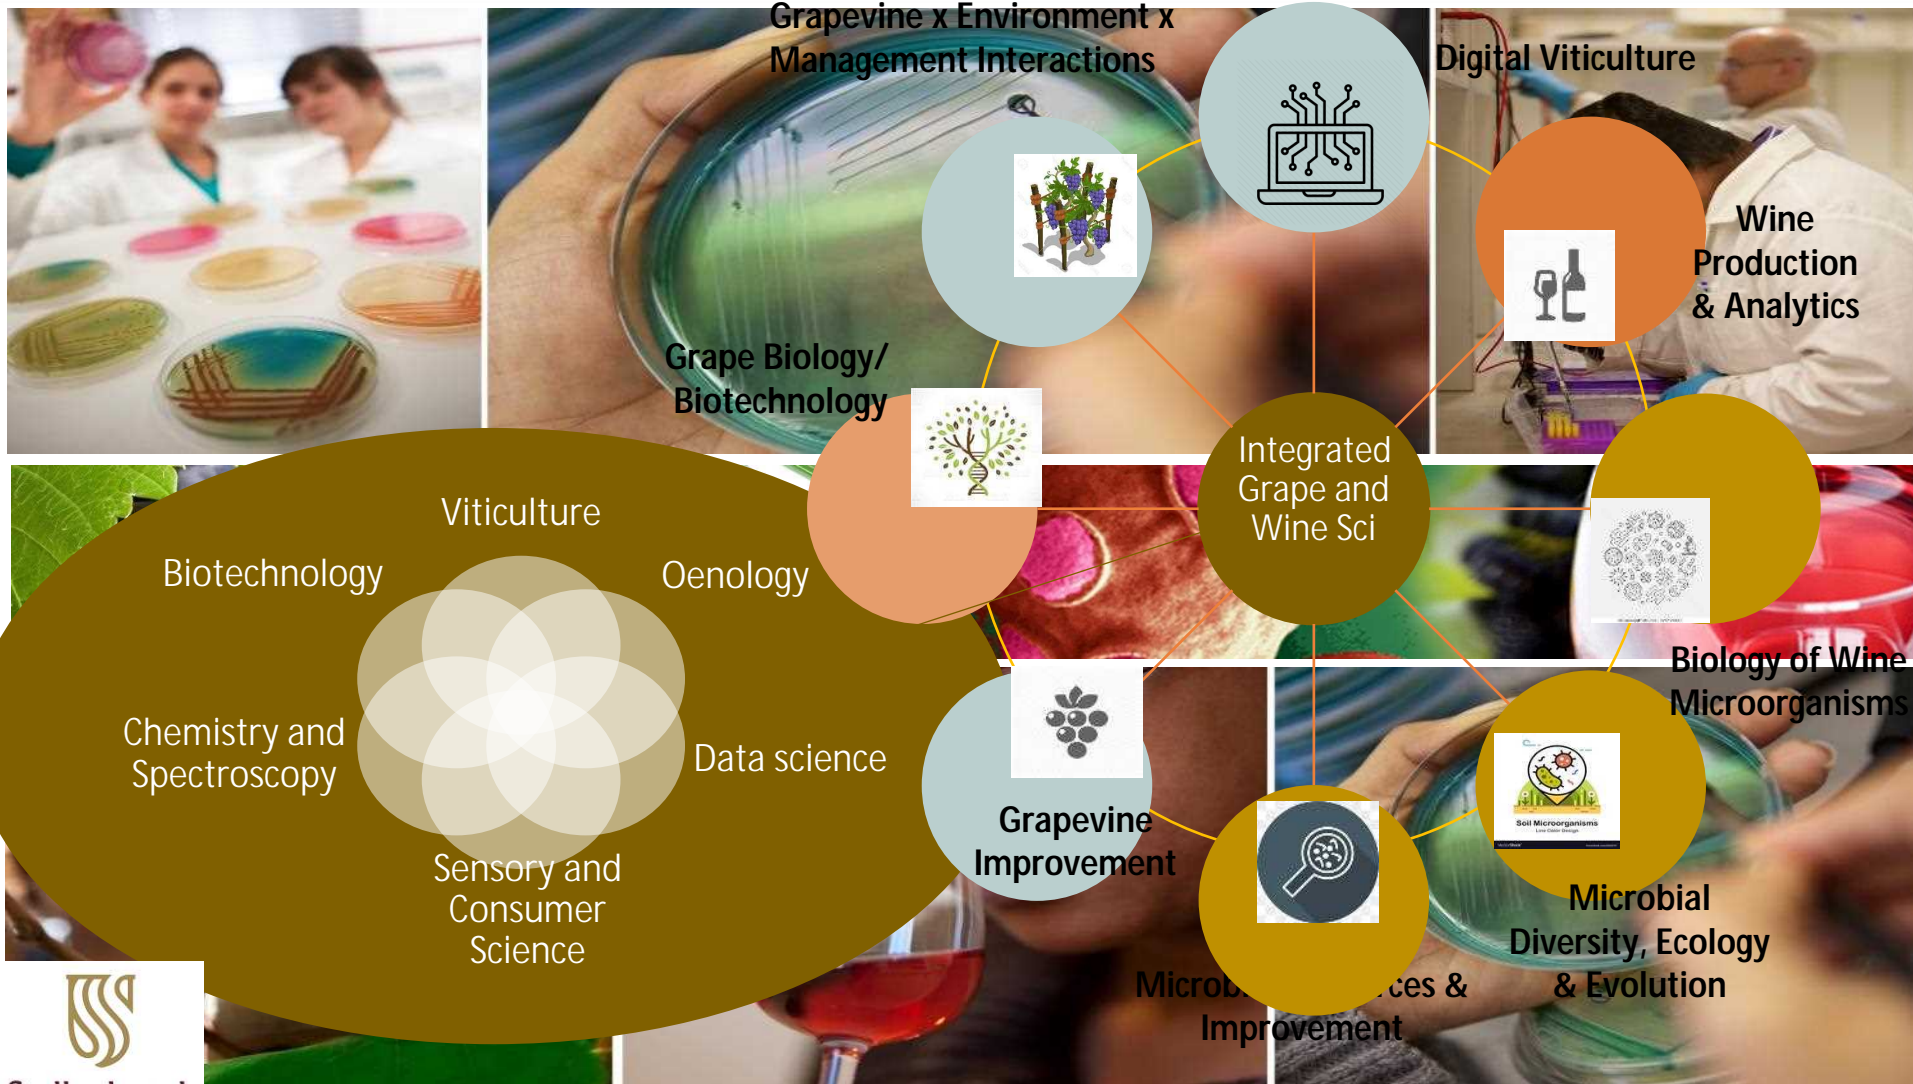 Grapevine x Environment x
Management Interactions
Digital Viticulture
Wine
Production
& Analytics
Grape Biology/
Biotechnology
Integrated
Grape and
Wine Sci
Viticulture
Biotechnology
Oenology
Chemistry and
Spectroscopy
Data science
Sensory and
Consumer
Science
Biology of Wine
Microorganisms
Soil Microorganisms
Grapevine
Improvement
Microbial
Diversity, Ecology
& Evolution
&
Improvement